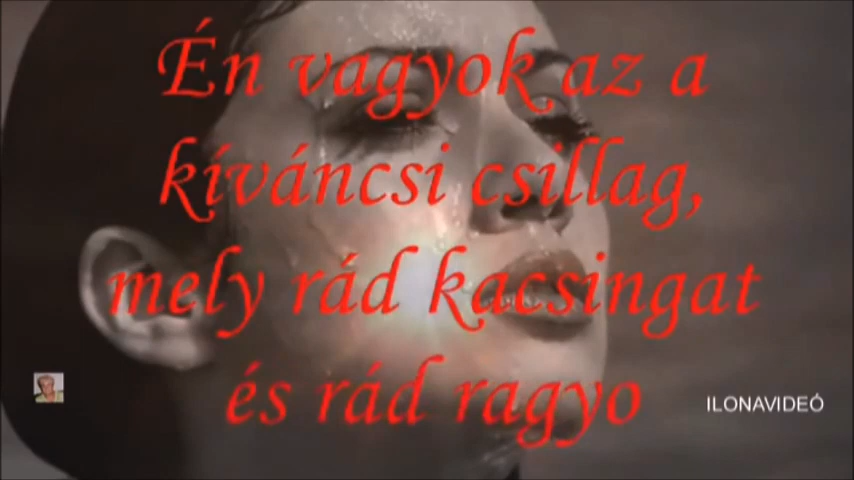 Én vagyok az a
kíváncsi csillag,
mely rád kacsingat
és rád ragyo
ILONAVIDEÓ